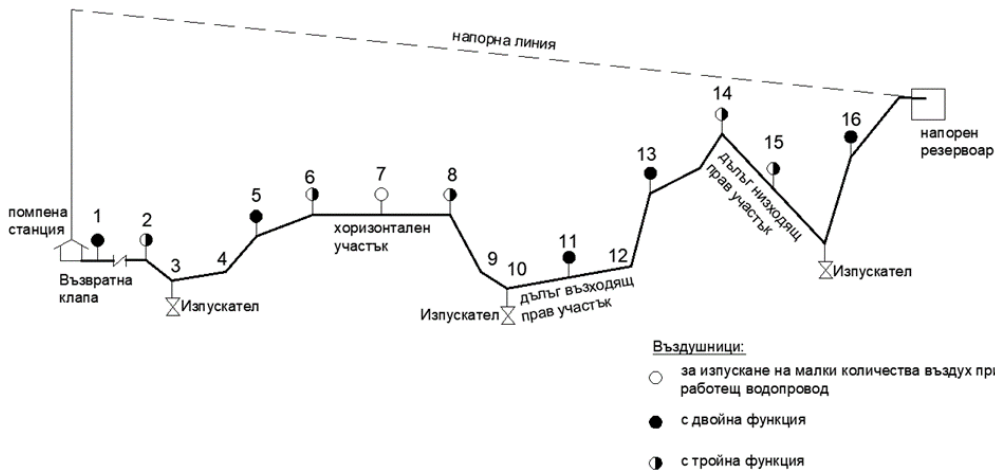 напорна линия
14
16
напорен
резервоар
15
13
дълъг низходящ
прав участък
6
7
8
5
хоризонтален
участък
помпена
станция
1
2
Възвратна
клапа
3
4
Изпускател
9
10
11
12
дълъг възходящ
прав участък
Изпускател
Изпускател
Въздушници:
за изпускане на малки количества въздух при
работещ водопровод
с двойна функция
с тройна функция